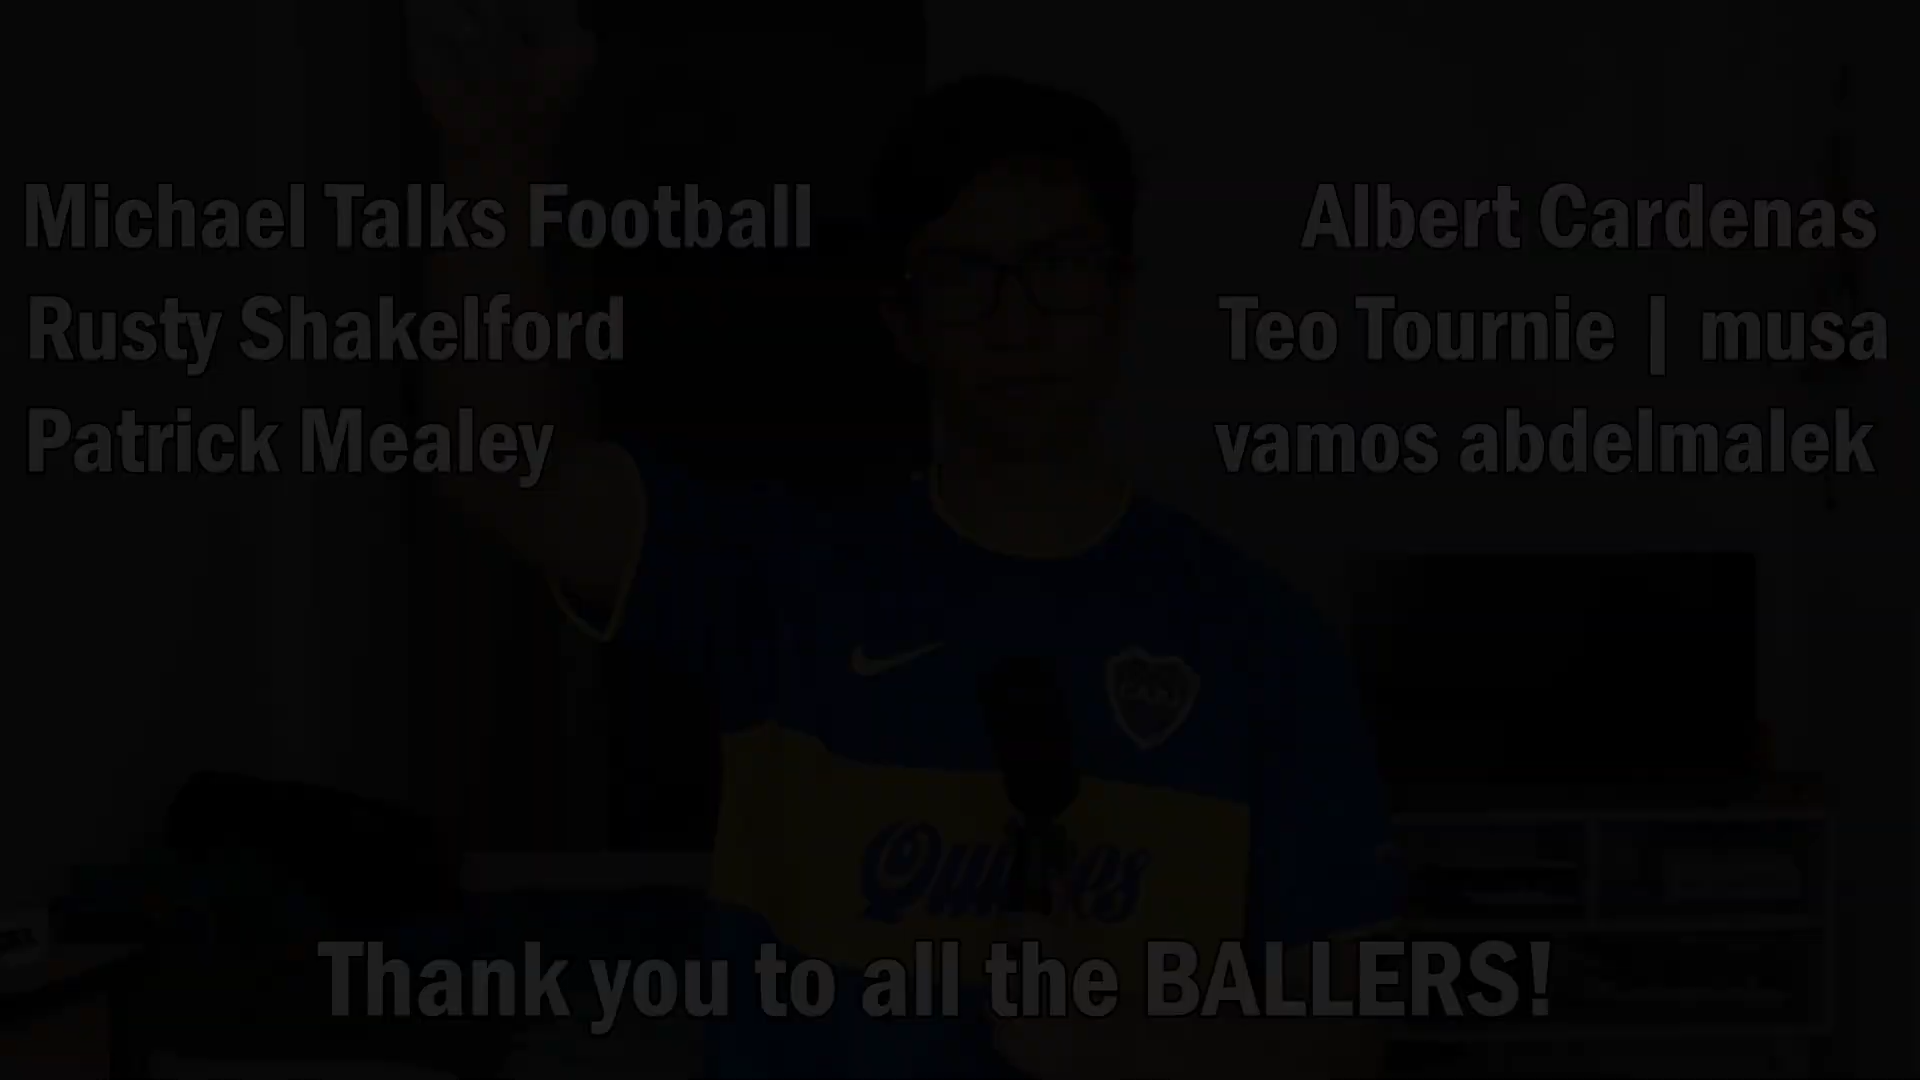 Michael Talks Football
Rusty Shakelford
Patrick Mealey
Albert Cardenas
Teo Tournie | musa
vamos abdelmalek
CABJ
Thank you to all the BALLERS!